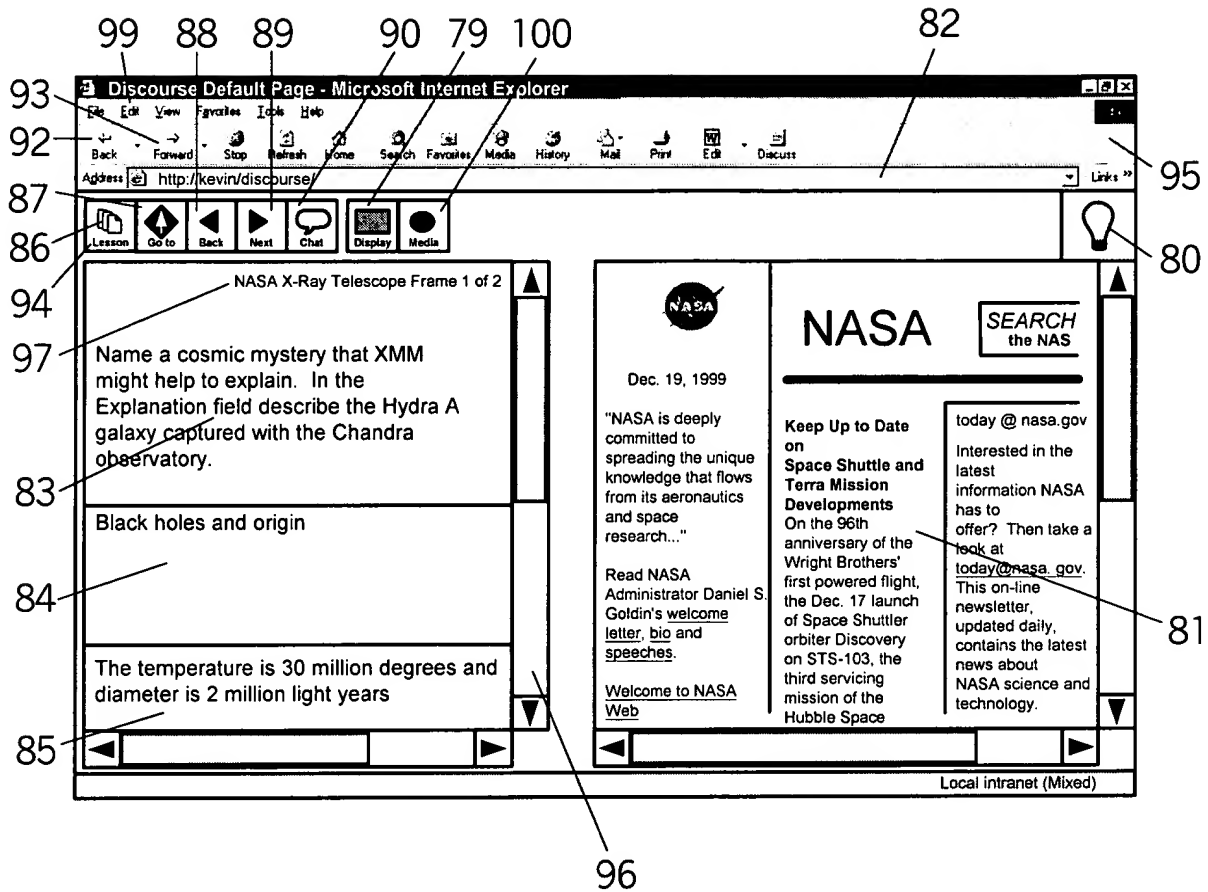 99 88 89 90 79 100 82
Discourse Default Page - Microsoft Internet Explorer
93
File Edit View Favorites Tools Help
92
Back Forward Stop Refresh Home Search Favorites Media History Mail Print Edit Discuss
95
Address http://kevin/discourse/ Links »
87
86
Lesson Go to Back Next Chat Display Media
80
94
NASA X-Ray Telescope Frame 1 of 2
97
Name a cosmic mystery that XMM
might help to explain. In the
Explanation field describe the Hydra A
galaxy captured with the Chandra
observatory.
83
Black holes and origin
84
The temperature is 30 million degrees and
diameter is 2 million light years
85
96
NASA
Dec. 19, 1999
"NASA is deeply
committed to
spreading the unique
knowledge that flows
from its aeronautics
and space
research..."
Read NASA
Administrator Daniel S.
Goldin's welcome
letter, bio and
speeches.
Welcome to NASA
Web
NASA
SEARCH
the NAS
Keep Up to Date
on
Space Shuttle and
Terra Mission
Developments
On the 96th
anniversary of the
Wright Brothers'
first powered flight,
the Dec. 17 launch
of Space Shuttler
orbiter Discovery
on STS-103, the
third servicing
mission of the
Hubble Space
today @ nasa.gov
Interested in the
latest
information NASA
has to
offer? Then take a
look at
today@nasa. gov.
This on-line
newsletter,
updated daily,
contains the latest
news about
NASA science and
technology.
81
Local intranet (Mixed)